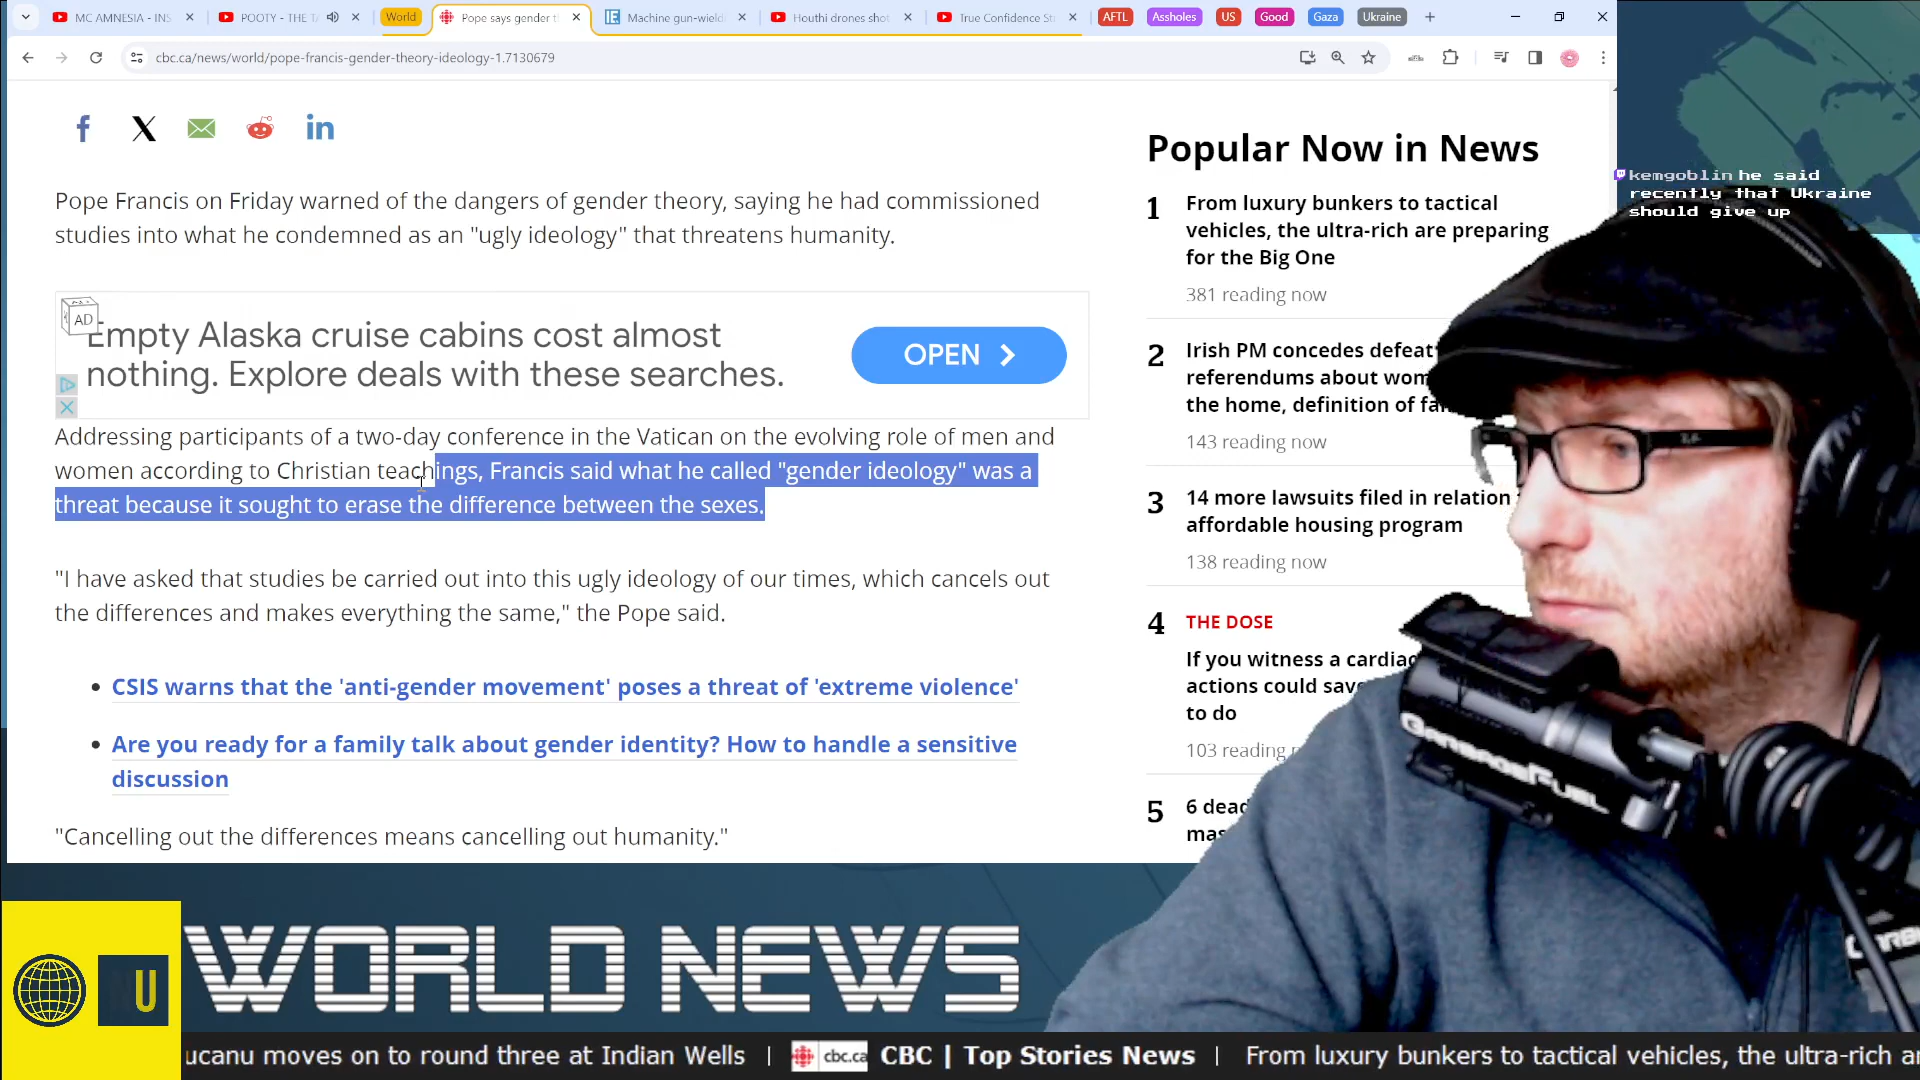 MC AMNESIA - INS
POOTY - THE TA
World
Pope says gender t
Machine gun-wield
Houthi drones shot
True Confidence St
AFTL
Assholes
US
Good
Gaza
Ukraine
cbc.ca/news/world/pope-francis-gender-theory-ideology-1.7130679
Pope Francis on Friday warned of the dangers of gender theory, saying he had commissioned
studies into what he condemned as an "ugly ideology" that threatens humanity.
AD
Empty Alaska cruise cabins cost almost
nothing. Explore deals with these searches.
OPEN
Addressing participants of a two-day conference in the Vatican on the evolving role of men and
women according to Christian teachings, Francis said what he called "gender ideology" was a
threat because it sought to erase the difference between the sexes.
"I have asked that studies be carried out into this ugly ideology of our times, which cancels out
the differences and makes everything the same," the Pope said.
CSIS warns that the 'anti-gender movement' poses a threat of 'extreme violence'
Are you ready for a family talk about gender identity? How to handle a sensitive
discussion
"Cancelling out the differences means cancelling out humanity."
Popular Now in News
1
From luxury bunkers to tactical
vehicles, the ultra-rich are preparing
for the Big One
381 reading now
2
Irish PM concedes defeat
referendums about wom
the home, definition of fa
143 reading now
3
14 more lawsuits filed in relation
affordable housing program
138 reading now
4
THE DOSE
If you witness a cardiac
actions could save
to do
103 reading
5
6 dead
mas
kemgoblin he said
recently that Ukraine
should give up
U
WORLD NEWS
ucanu moves on to round three at Indian Wells | cbc.ca CBC | Top Stories News | From luxury bunkers to tactical vehicles, the ultra-rich ar